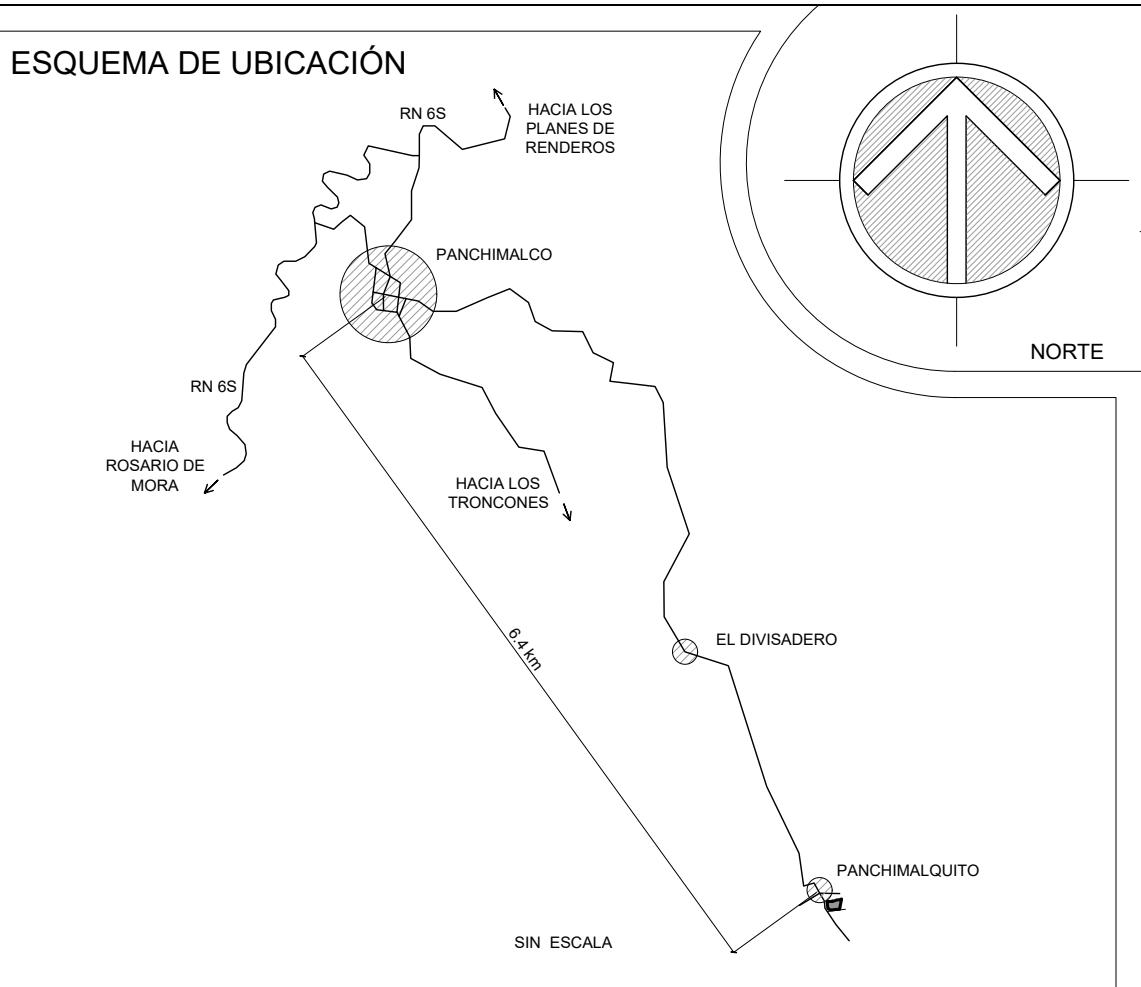 ESQUEMA DE UBICACIÓN
RN 6S
HACIA LOS
PLANES DE
RENDEROS
PANCHIMALCO
NORTE
RN 6S
HACIA
ROSARIO DE
MORA
HACIA LOS
TRONCONES
6.4 km
EL DIVISADERO
PANCHIMALQUITO
SIN ESCALA